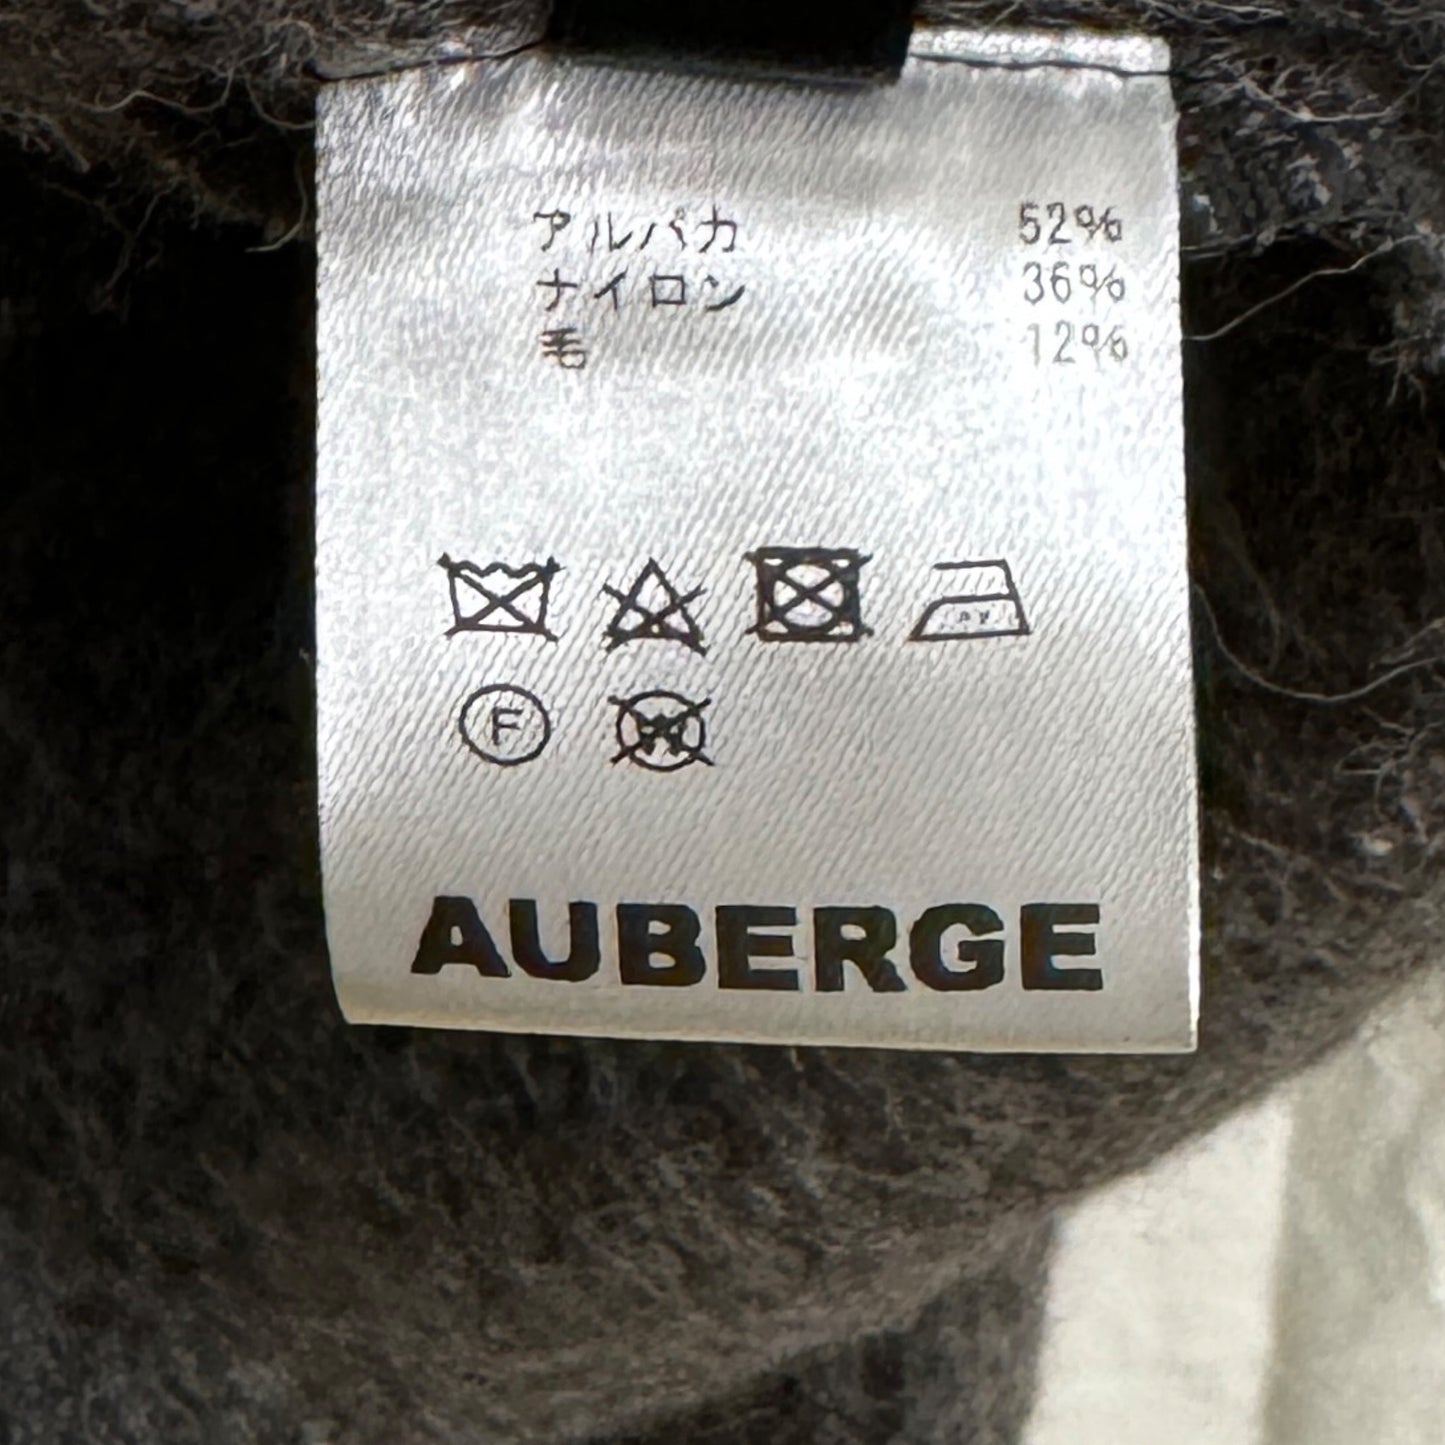 アルパカ 52%
ナイロン 36%
毛 12%
F
W
AUBERGE